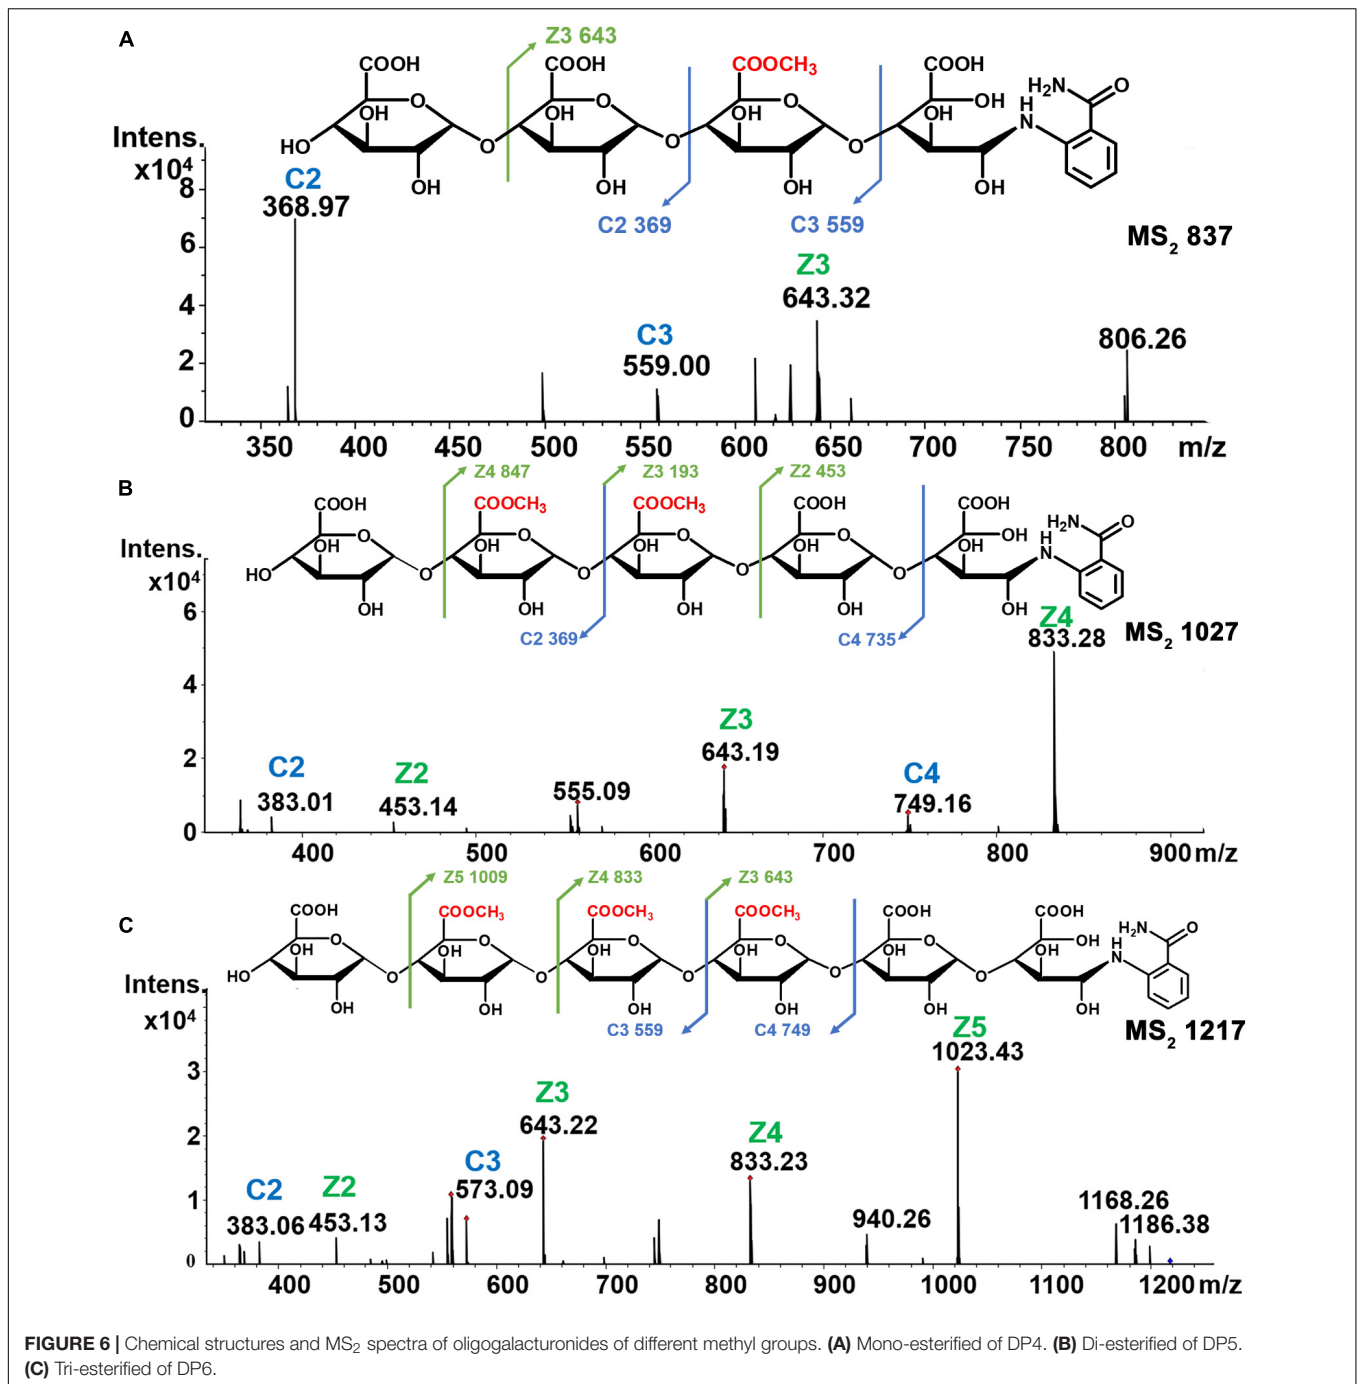 A
Z3 643
COOH COOH COOCH3 COOH
H2N O
HO OH OH OH OH OH H N
O O O O O O
OH OH OH OH
C2 369 C3 559
Intens.
x10⁴
C2
368.97
MS2 837
Z3
643.32
C3
559.00
806.26
8
6
4
2
0
350 400 450 500 550 600 650 700 750 800 m/z
B
Z4 847 Z3 193 Z2 453
COOH COOCH3 COOCH3 COOH COOH
H2N O
HO OH OH OH OH OH OH H N
O O O O O O O O
OH OH OH OH OH
C2 369 C4 735
Intens.
x10⁴
MS2 1027
Z4
833.28
Z3
643.19
C2
383.01
Z2
453.14
555.09
C4
749.16
6
4
2
0
400 500 600 700 800 900 m/z
C
Z5 1009 Z4 833 Z3 643
COOH COOCH3 COOCH3 COOCH3 COOH COOH
H2N O
HO OH OH OH OH OH OH OH H N
O O O O O O O O O O
OH OH OH OH OH OH
C3 559 C4 749
Intens.
x10⁴
MS2 1217
Z5
1023.43
Z3
643.22
Z4
833.23
C3
573.09
C2
383.06
Z2
453.13
940.26
1168.26
1186.38
3
2
1
0
400 500 600 700 800 900 1000 1100 1200 m/z
FIGURE 6 | Chemical structures and MS2 spectra of oligogalacturonides of different methyl groups. (A) Mono-esterified of DP4. (B) Di-esterified of DP5.
(C) Tri-esterified of DP6.